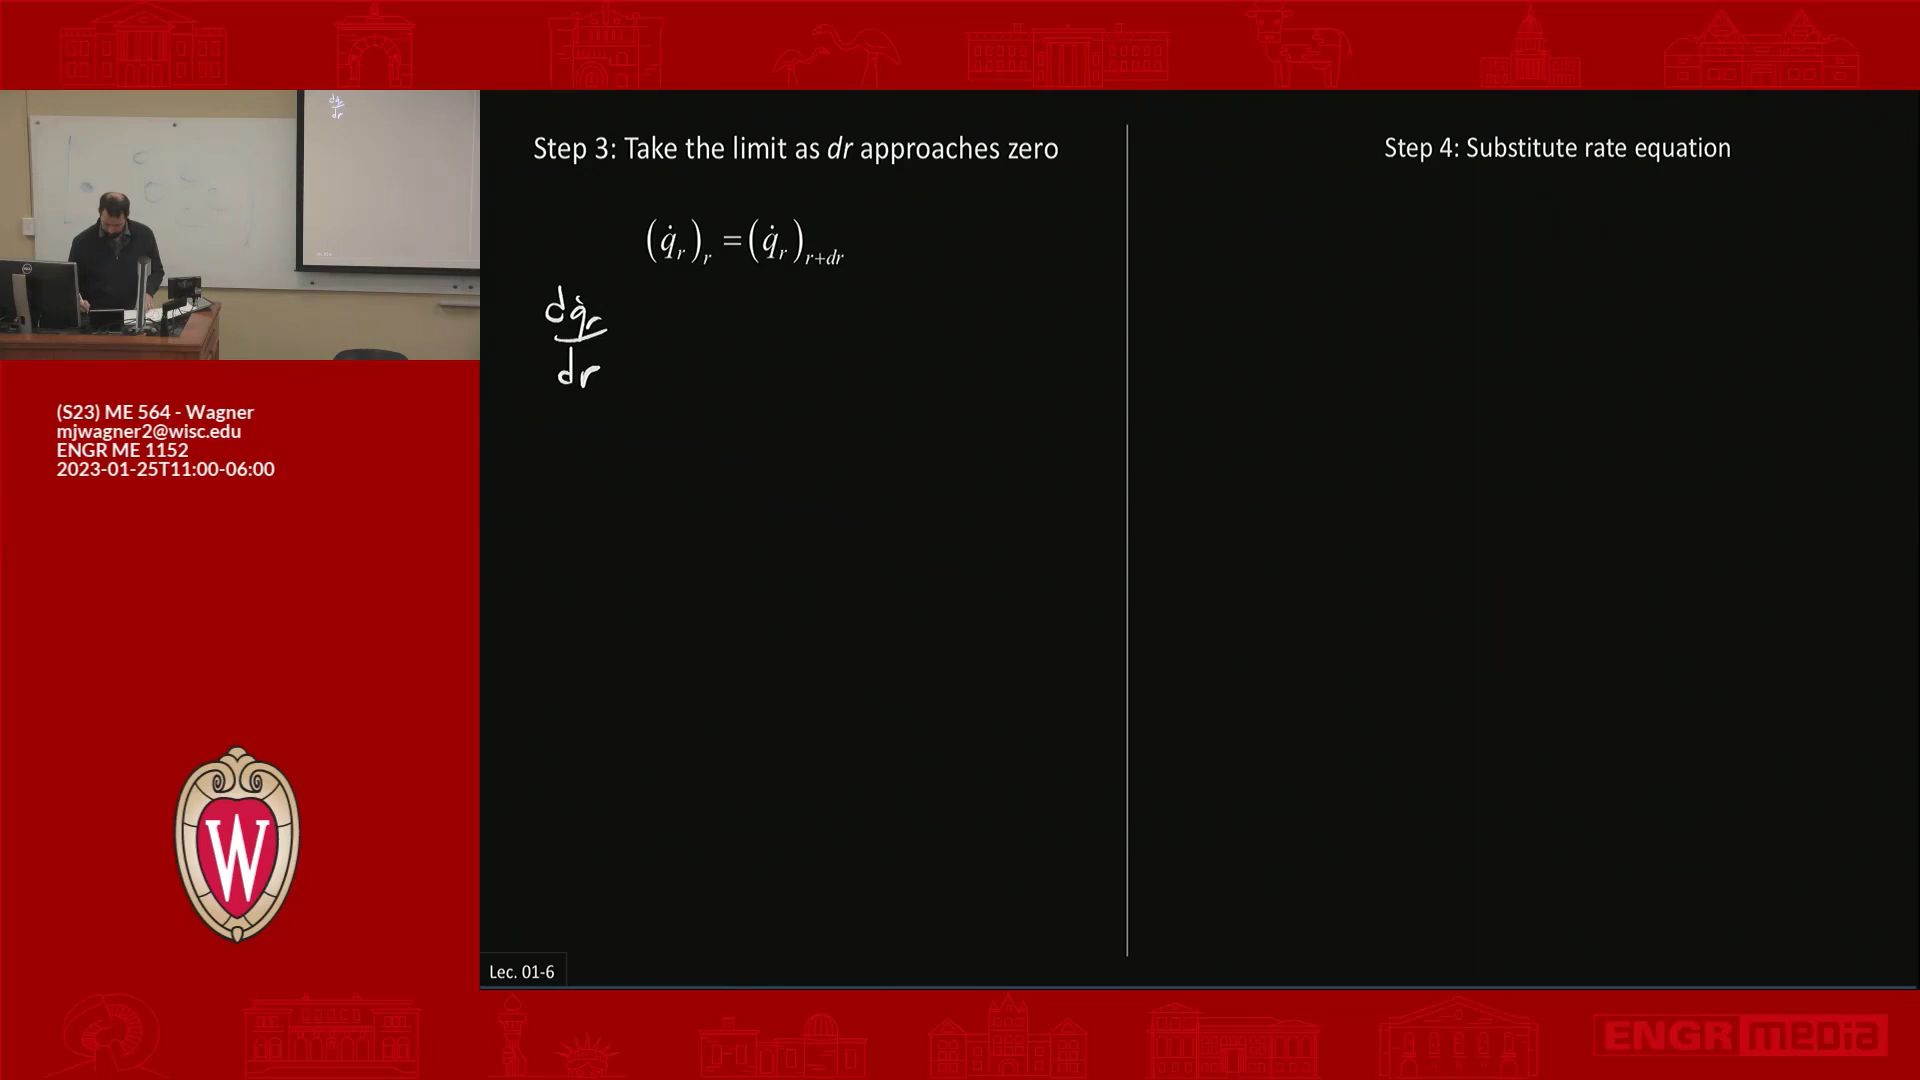 Step 3: Take the limit as dr approaches zero
(q̇ᵣ)ᵣ = (q̇ᵣ)ᵣ₊dr
dq̇ᵣ
dr
Step 4: Substitute rate equation
dq̇ᵣ
dr
(S23) ME 564 - Wagner
mjwagner2@wisc.edu
ENGR ME 1152
2023-01-25T11:00-06:00
W
Lec. 01-6
ENGR media